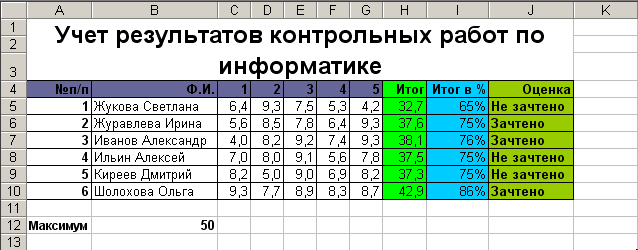 A B C D E F G H I J K
1 Учет результатов контрольных работ по
2
3 информатике
4 №п/п Ф.И. 1 2 3 4 5 Итог Итог в % Оценка
5 1 Жукова Светлана 6,4 9,3 7,5 5,3 4,2 32,7 65% Не зачтено
6 2 Журавлева Ирина 5,6 8,5 7,8 6,4 9,3 37,6 75% Зачтено
7 3 Иванов Александр 4,0 8,2 9,2 7,4 9,3 38,1 76% Зачтено
8 4 Ильин Алексей 7,0 8,0 9,1 5,6 7,8 37,5 75% Не зачтено
9 5 Киреев Дмитрий 8,2 5,0 9,0 6,9 8,2 37,3 75% Не зачтено
10 6 Шолохова Ольга 9,3 7,7 8,9 8,3 8,7 42,9 86% Зачтено
11
12 Максимум 50
13